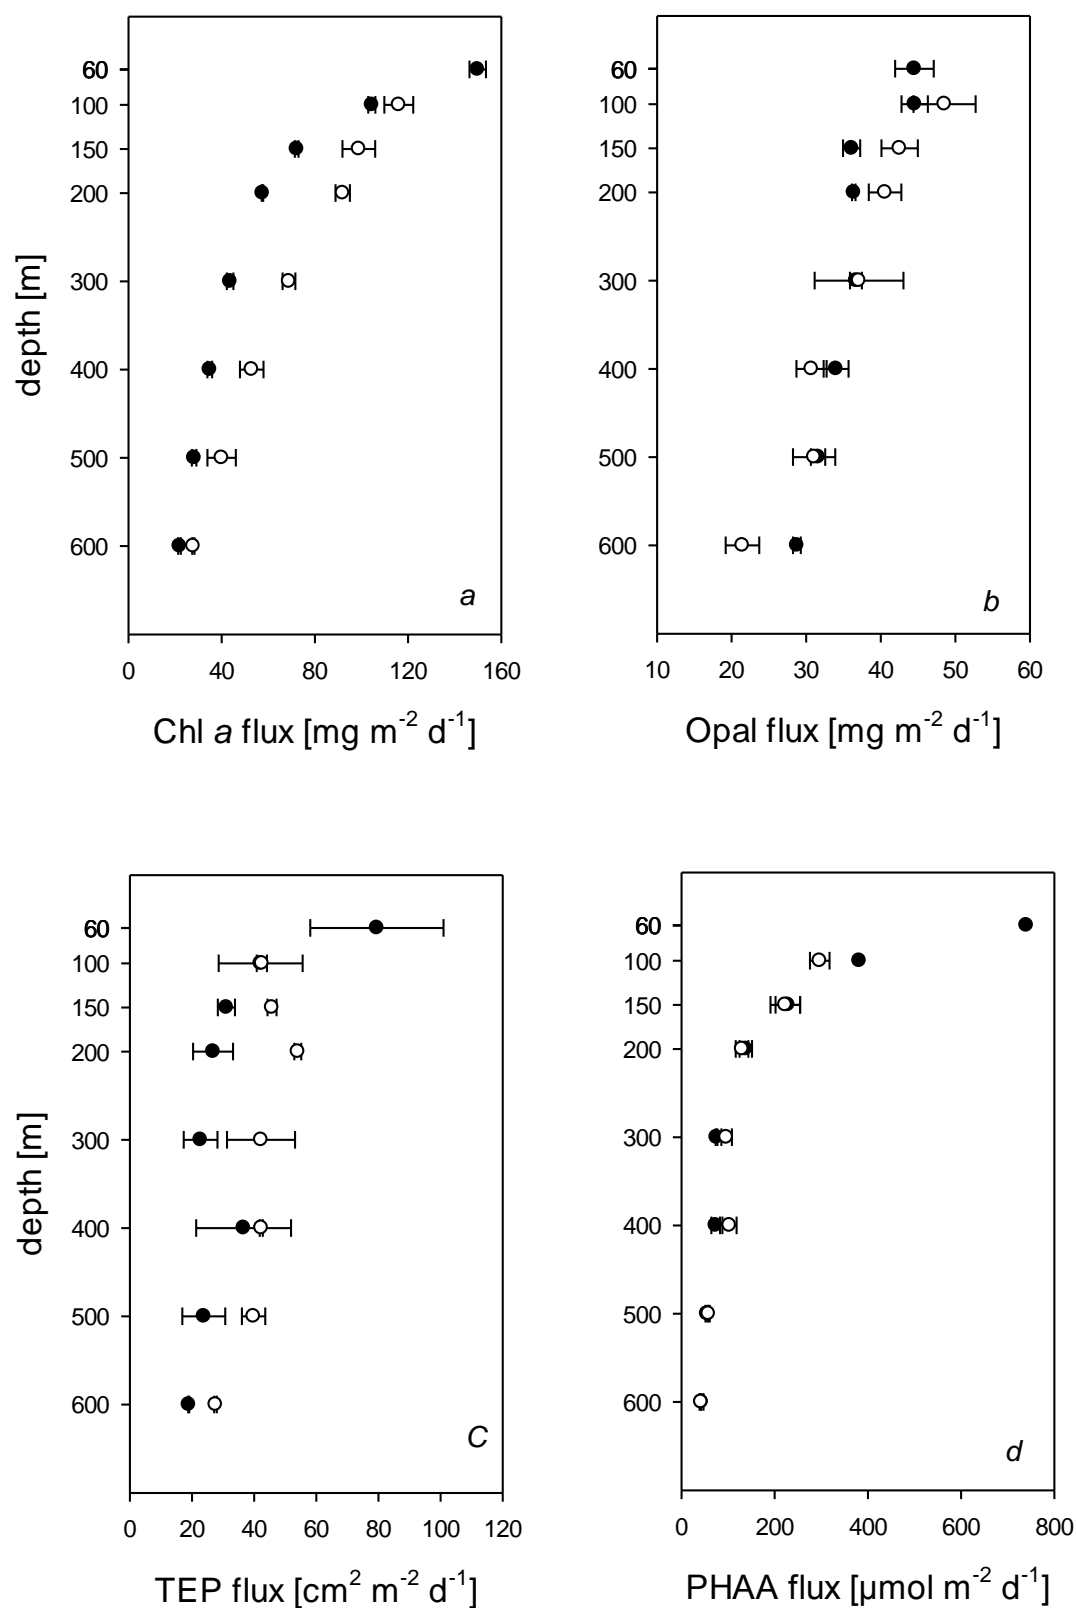 60
100
150
200
300
400
500
600
depth [m]
a
0 40 80 120 160
Chl a flux [mg m⁻² d⁻¹]
60
100
150
200
300
400
500
600
b
10 20 30 40 50 60
Opal flux [mg m⁻² d⁻¹]
60
100
150
200
300
400
500
600
depth [m]
C
0 20 40 60 80 100 120
TEP flux [cm² m⁻² d⁻¹]
60
100
150
200
300
400
500
600
d
0 200 400 600 800
PHAA flux [µmol m⁻² d⁻¹]